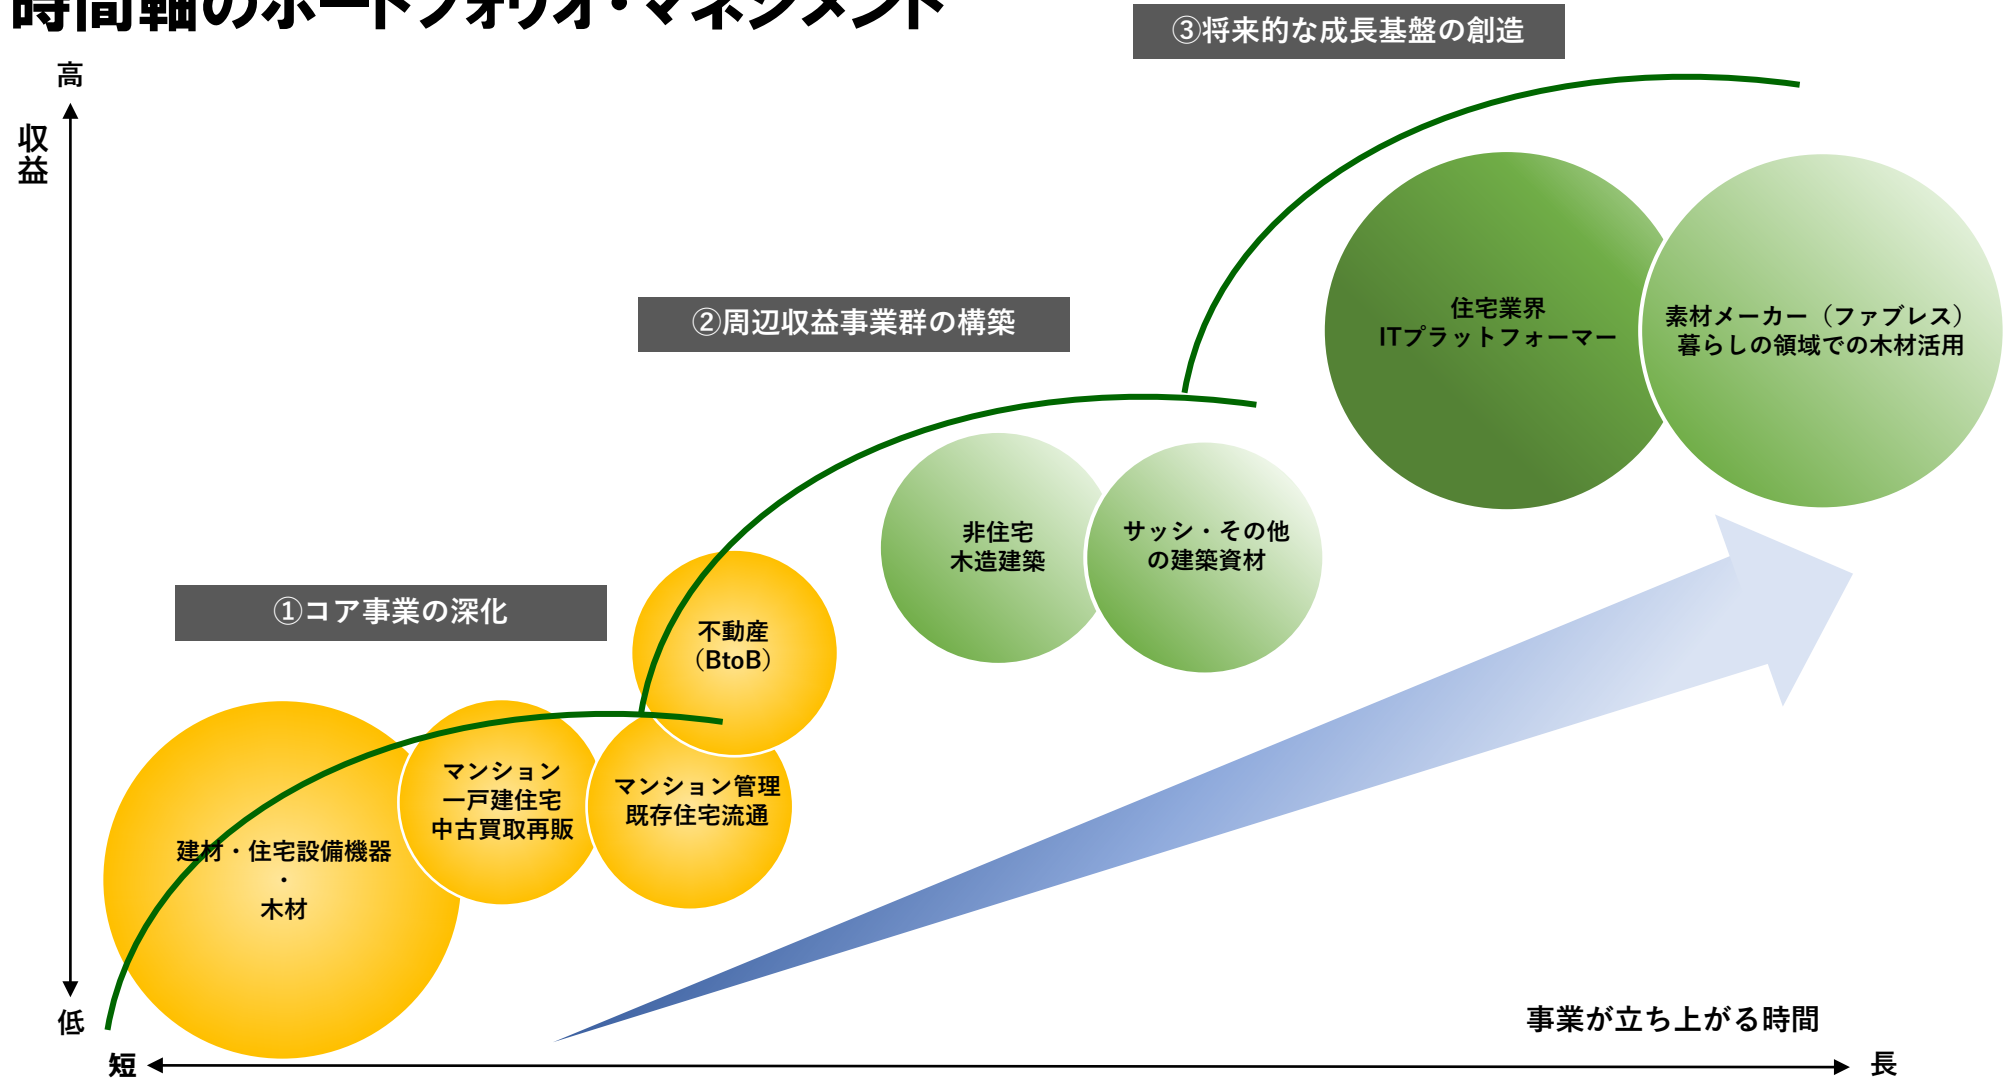 時間軸のポートフォリオ・マネジメント
③将来的な成長基盤の創造
高
収益
住宅業界
ITプラットフォーマー
素材メーカー（ファブレス）
暮らしの領域での木材活用
②周辺収益事業群の構築
非住宅
木造建築
サッシ・その他
の建築資材
①コア事業の深化
不動産
（BtoB）
マンション
一戸建住宅
中古買取再販
マンション管理
既存住宅流通
建材・住宅設備機器
・
木材
低
事業が立ち上がる時間
短
長